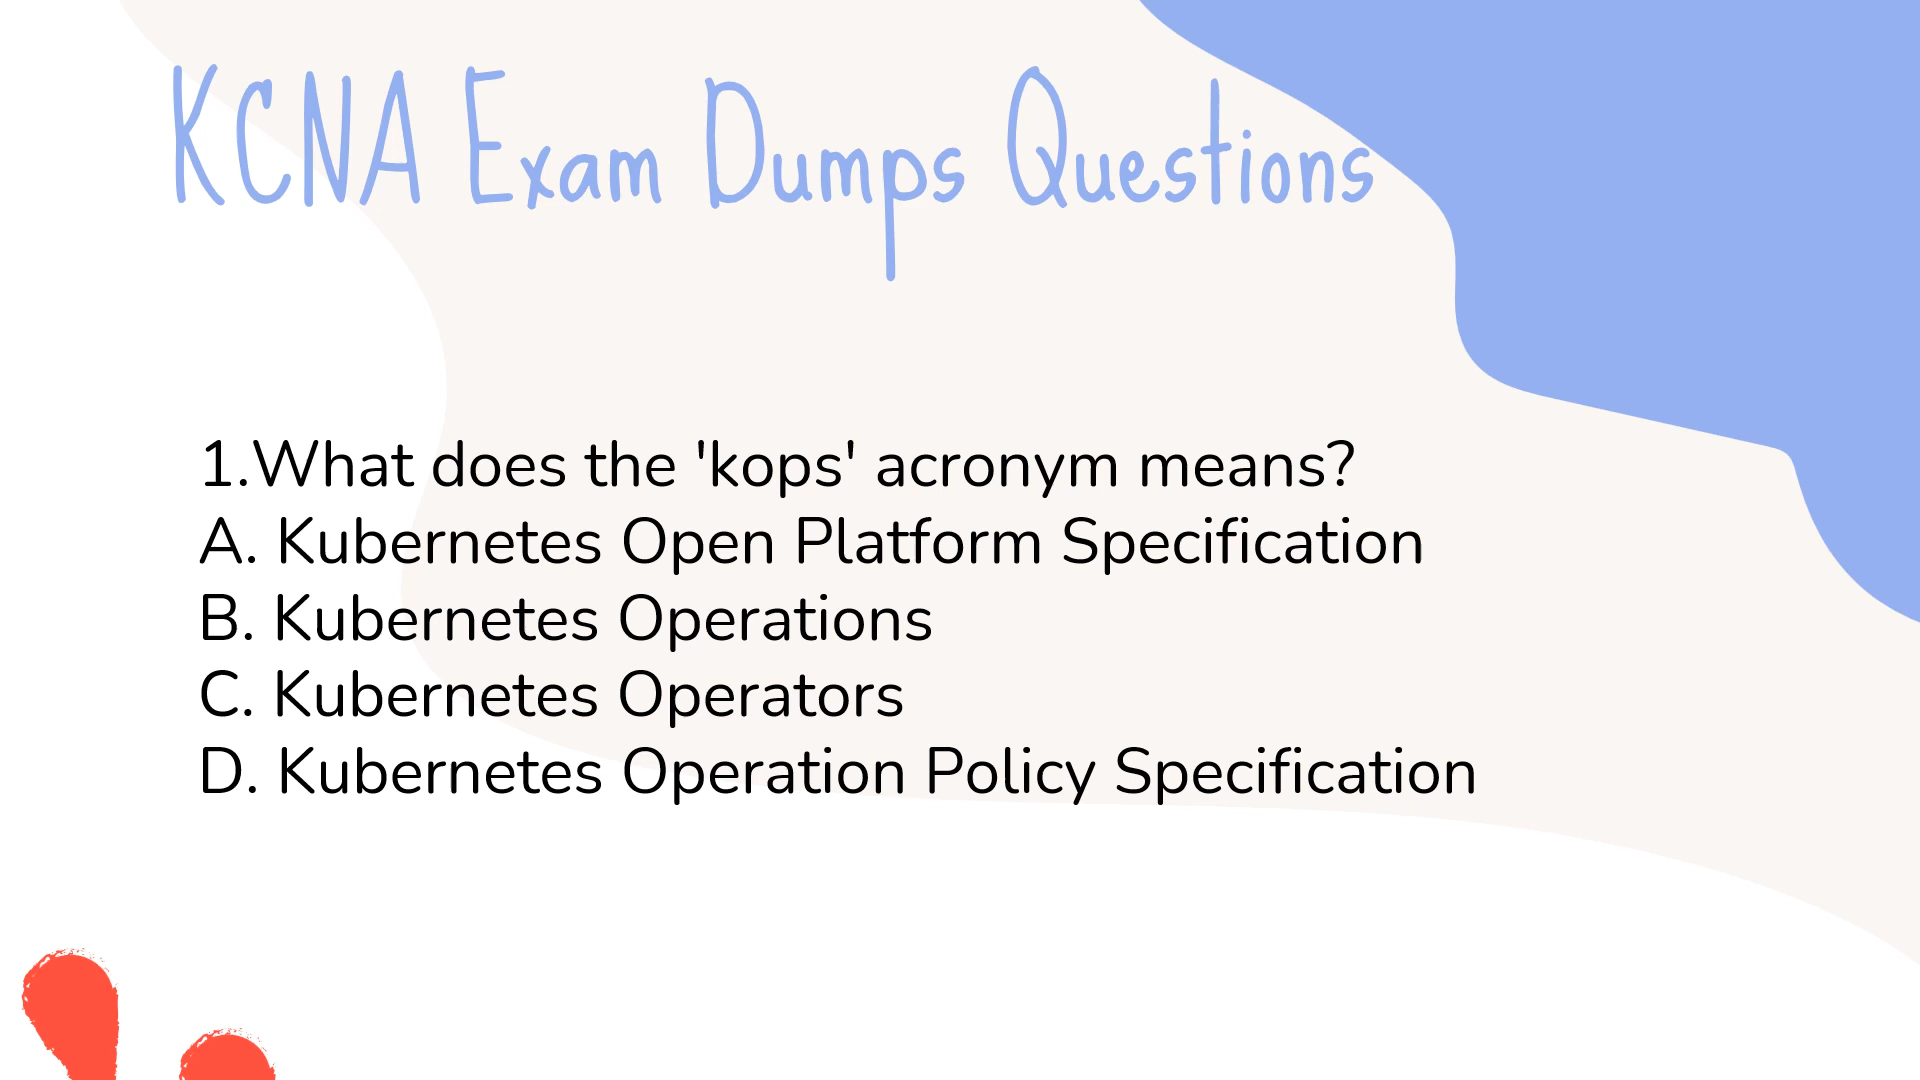 KCNA Exam Dumps Questions
1.What does the 'kops' acronym means?
A. Kubernetes Open Platform Specification
B. Kubernetes Operations
C. Kubernetes Operators
D. Kubernetes Operation Policy Specification